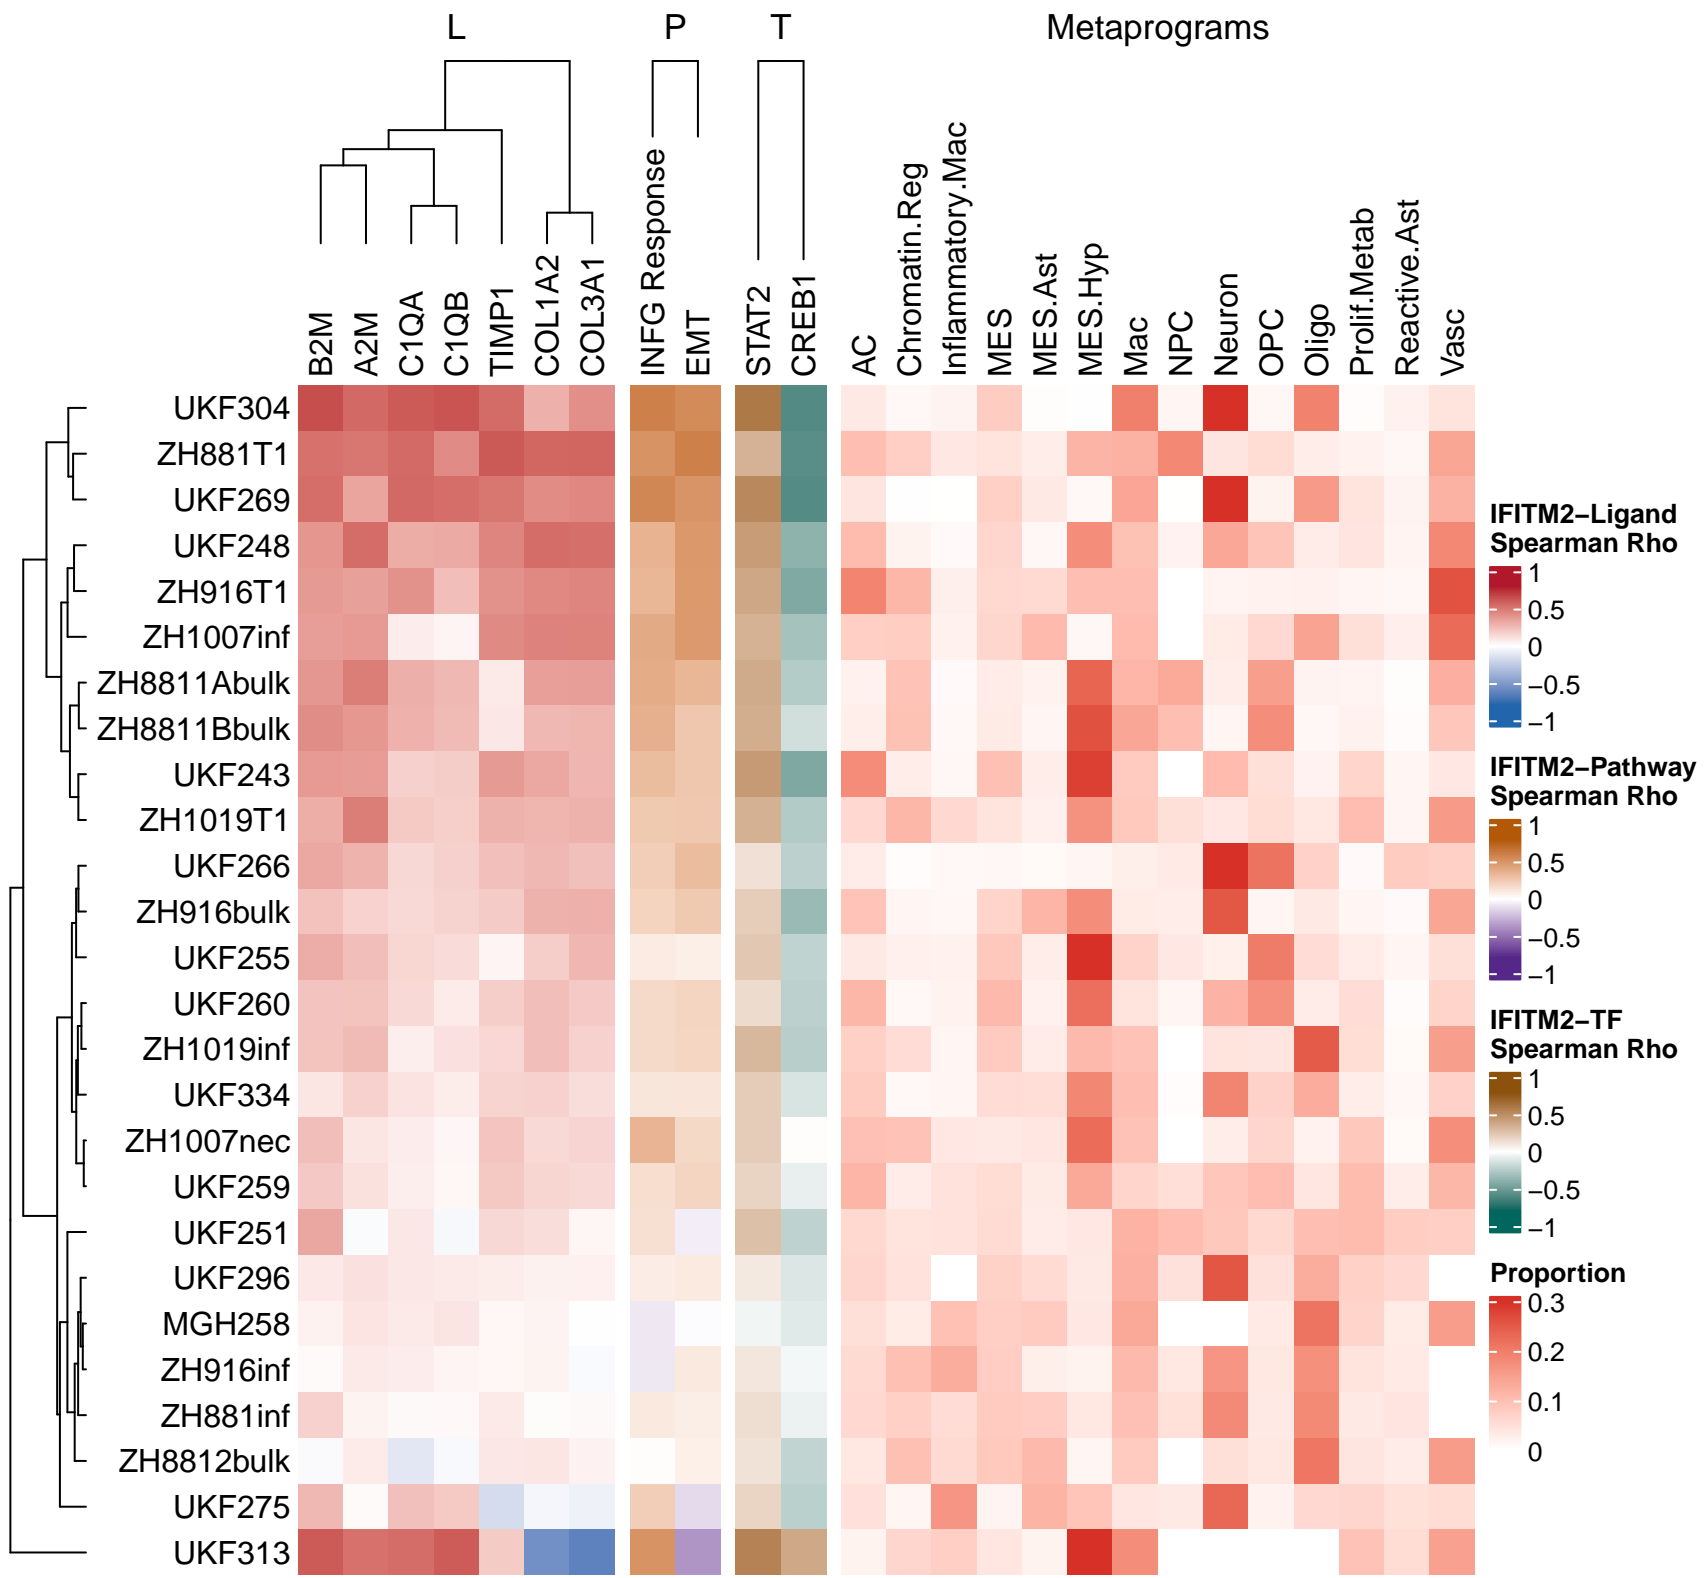 L P T Metaprograms
B2M
A2M
C1QA
C1QB
TIMP1
COL1A2
COL3A1
INFG Response
EMT
STAT2
CREB1
AC
Chromatin.Reg
Inflammatory.Mac
MES
MES.Ast
MES.Hyp
Mac
NPC
Neuron
OPC
Oligo
Prolif.Metab
Reactive.Ast
Vasc
UKF304
ZH881T1
UKF269
UKF248
ZH916T1
ZH1007inf
ZH8811Abulk
ZH8811Bbulk
UKF243
ZH1019T1
UKF266
ZH916bulk
UKF255
UKF260
ZH1019inf
UKF334
ZH1007nec
UKF259
UKF251
UKF296
MGH258
ZH916inf
ZH881inf
ZH8812bulk
UKF275
UKF313
IFITM2−Ligand
Spearman Rho
1
0.5
0
−0.5
−1
IFITM2−Pathway
Spearman Rho
1
0.5
0
−0.5
−1
IFITM2−TF
Spearman Rho
1
0.5
0
−0.5
−1
Proportion
0.3
0.2
0.1
0